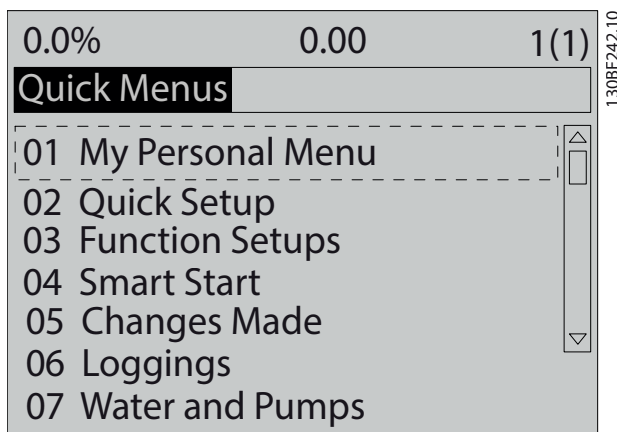 0.0% 0.00 1(1)
Quick Menus
01 My Personal Menu
02 Quick Setup
03 Function Setups
04 Smart Start
05 Changes Made
06 Loggings
07 Water and Pumps
130BF242.10